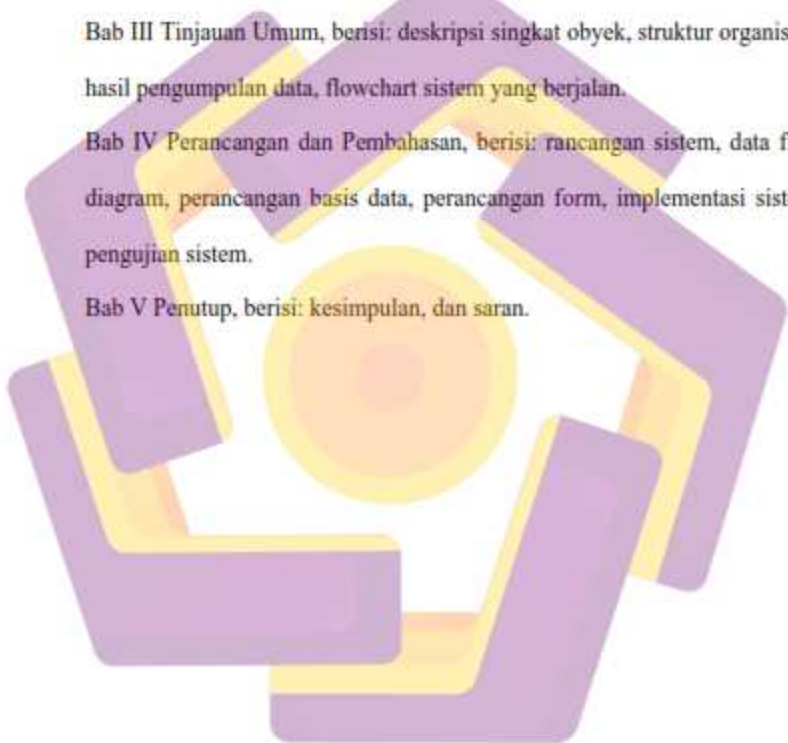 Bab III Tinjauan Umum, berisi: deskripsi singkat obyek, struktur
hasil pengumpulan data, flowchart sistem yang berjalan.
Bab IV Perancangan dan Pembahasan, berisi: rancangan sistem, data
diagram, perancangan basis data, perancangan form, implementasi
pengujian sistem.
Bab V Penutup, berisi: kesimpulan, dan saran.